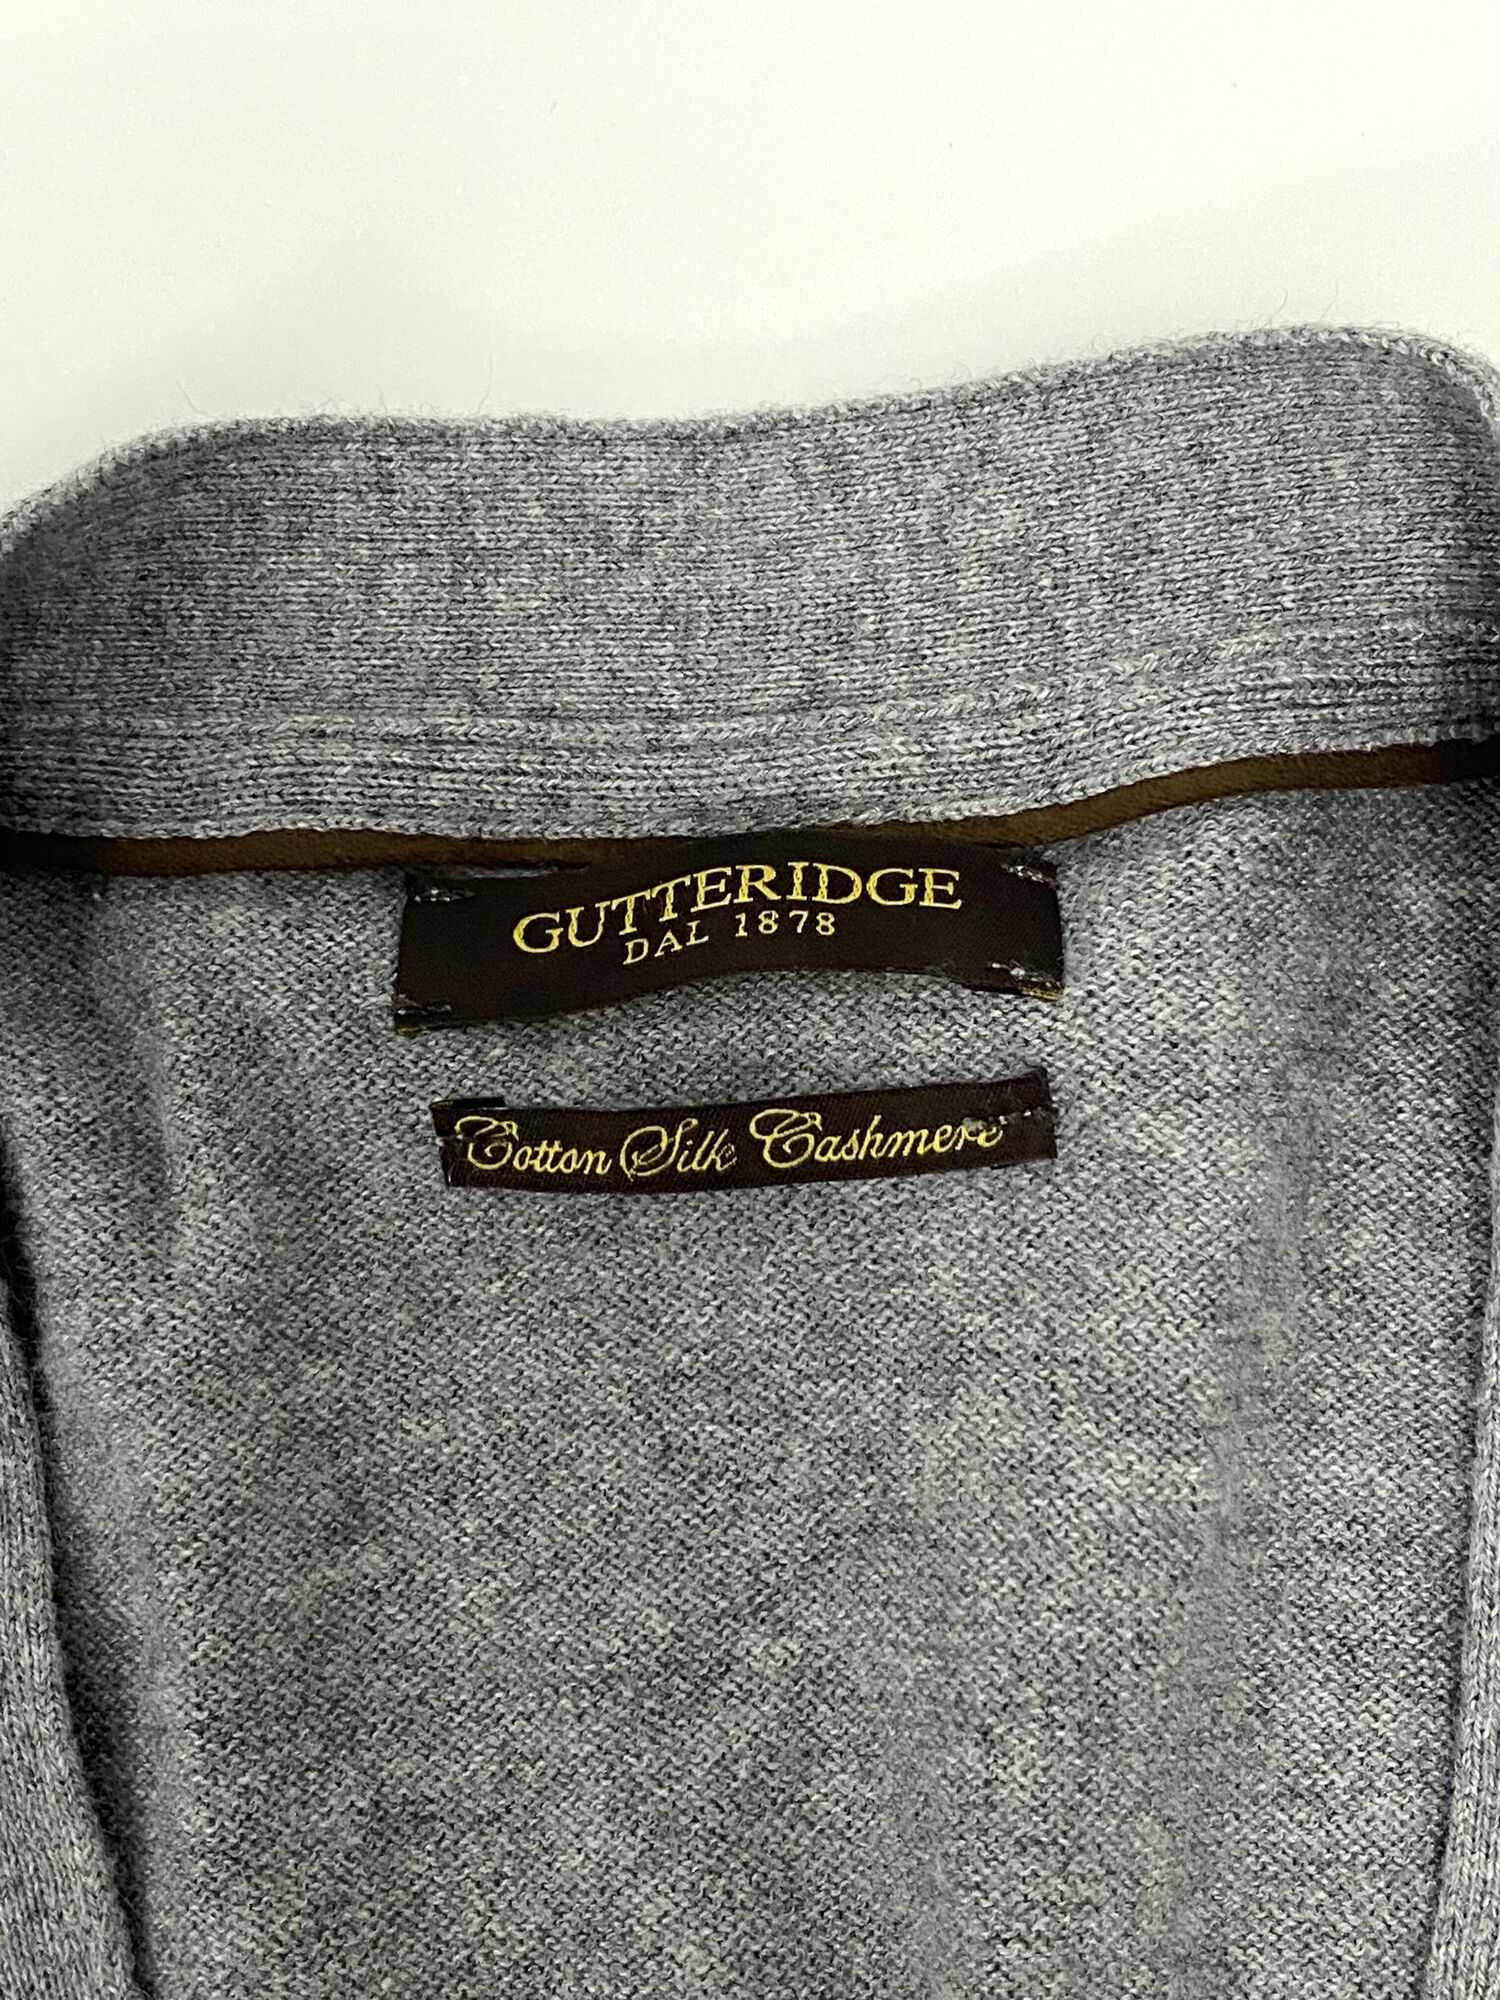 GUTTERIDGE
DAL 1878
Cotton Silk Cashmere